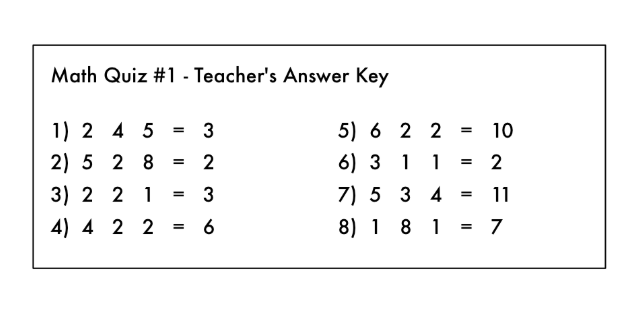 Math Quiz #1 - Teacher's Answer Key
1) 2 4 5 = 3
2) 5 2 8 = 2
3) 2 2 1 = 3
4) 4 2 2 = 6
5) 6 2 2 = 10
6) 3 1 1 = 2
7) 5 3 4 = 11
8) 1 8 1 = 7